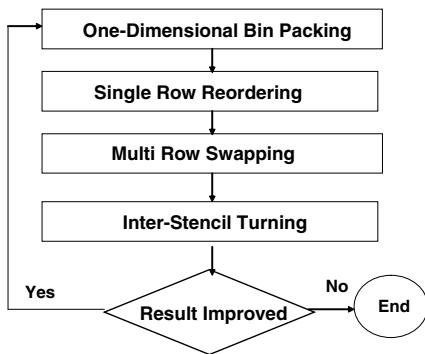 One-Dimensional Bin Packing
Single Row Reordering
Multi Row Swapping
Inter-Stencil Turning
Yes
Result Improved
No
End